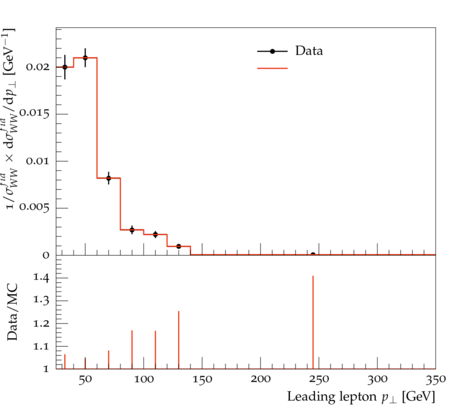 Data
1/σ^{fid}_{WW} × dσ^{fid}_{WW}/dp⊥ [GeV⁻¹]
0.02
0.015
0.01
0.005
0
Data/MC
1.4
1.3
1.2
1.1
1
50 100 150 200 250 300 350
Leading lepton p⊥ [GeV]